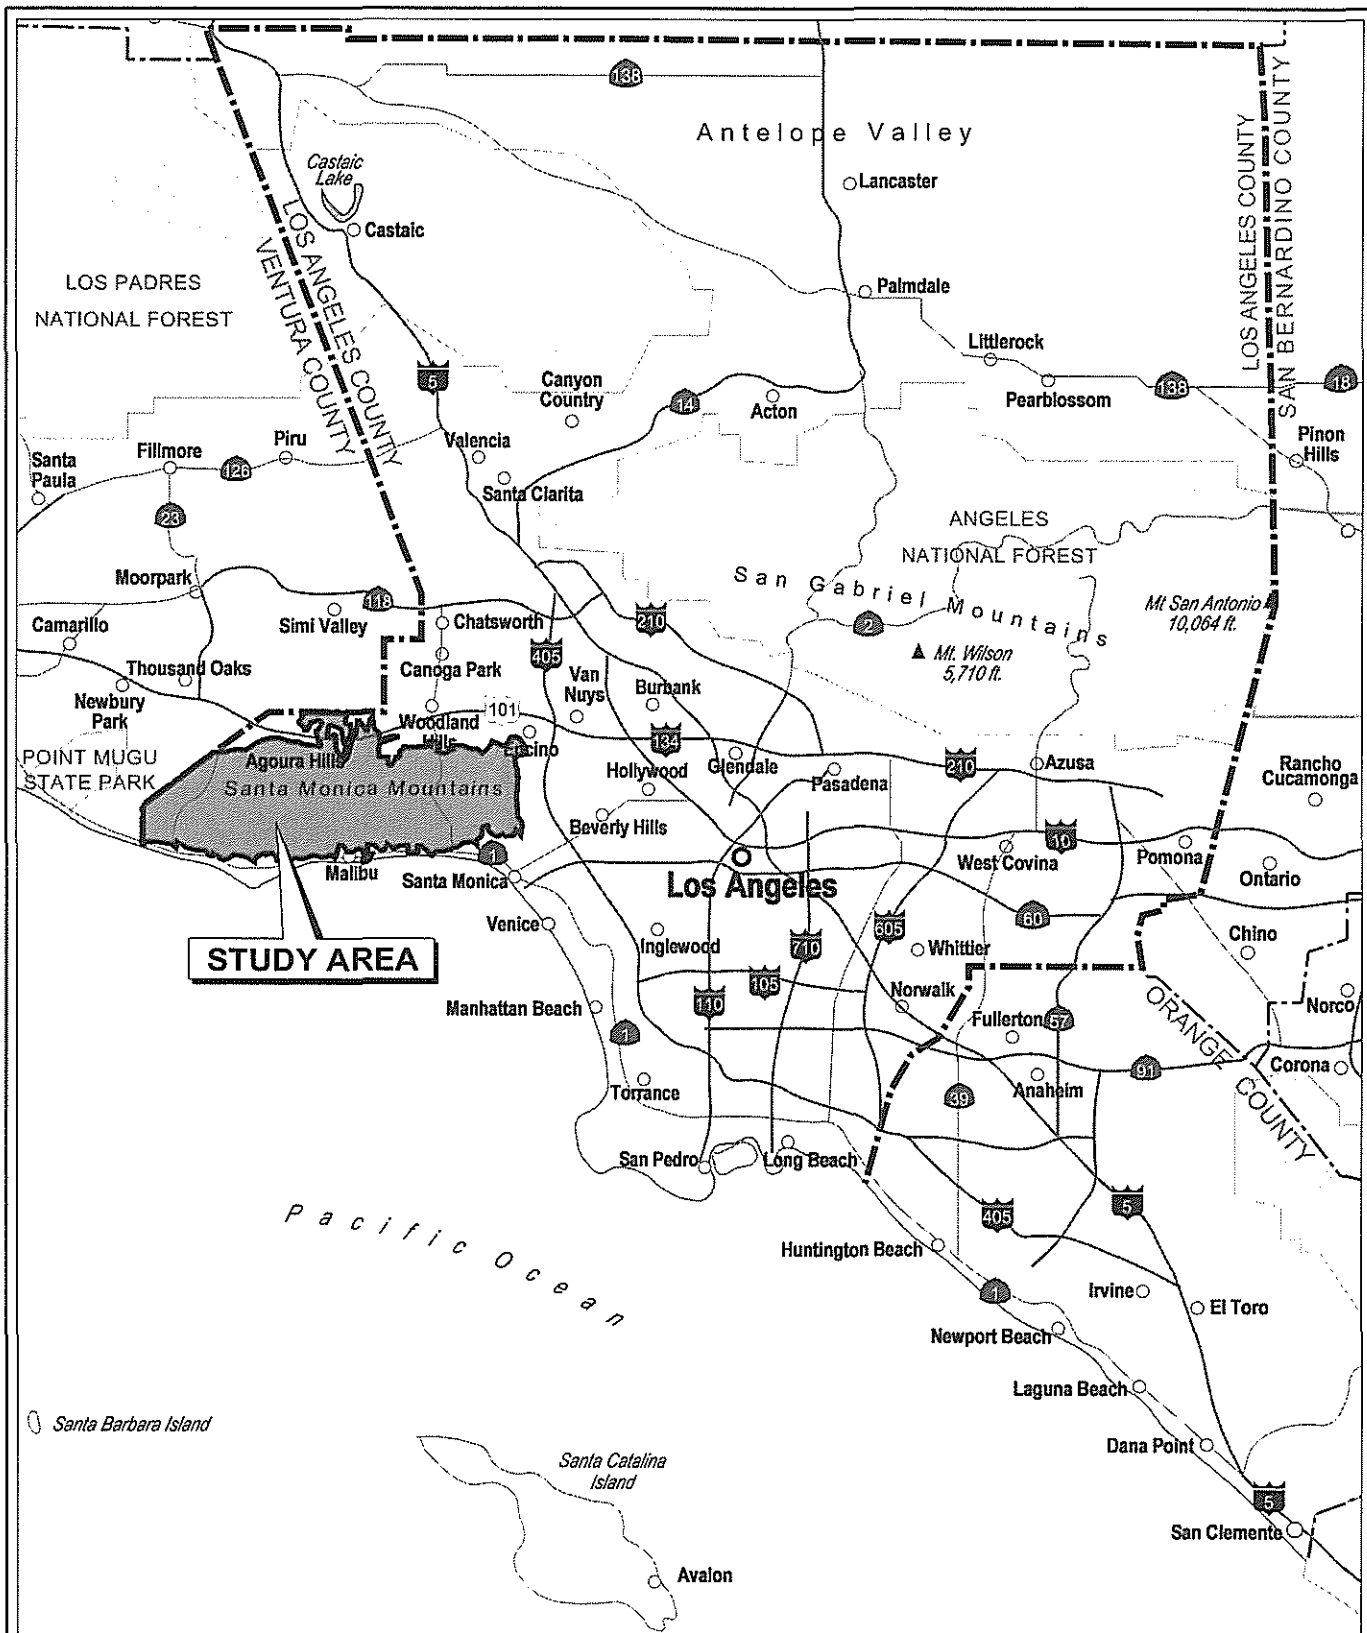 138
Antelope Valley
LOS ANGELES COUNTY
SAN BERNARDINO COUNTY
Castaic
Lake
Lancaster
Castaic
LOS ANGELES COUNTY
VENTURA COUNTY
LOS PADRES
NATIONAL FOREST
Palmdale
Littlerock
5
Canyon
Country
14
Acton
Pearblossom
138
18
Santa
Paula
Fillmore
126
Piru
Valencia
Santa Clarita
Pinon
Hills
23
ANGELES
NATIONAL FOREST
San Gabriel Mountains
Moorpark
118
Simi Valley
Chatsworth
210
2
Mt San Antonio
10,064 ft.
Camarillo
Thousand Oaks
Canoga Park
405
Van
Nuys
Burbank
Mt. Wilson
5,710 ft.
Newbury
Park
Woodland
Hills
101
Encino
134
Glendale
210
Azusa
POINT MUGU
STATE PARK
Agoura Hills
Santa Monica Mountains
Hollywood
Pasadena
Rancho
Cucamonga
Beverly Hills
Malibu
1
Santa Monica
Los Angeles
West Covina
10
Pomona
Ontario
Venice
STUDY AREA
Inglewood
710
605
Whittier
60
Chino
Manhattan Beach
110
105
Norwalk
Fullerton
57
ORANGE COUNTY
Norco
1
Torrance
39
Anaheim
91
Corona
San Pedro
Long Beach
Pacific Ocean
405
5
Huntington Beach
1
Irvine
El Toro
Newport Beach
Laguna Beach
Santa Barbara Island
Santa Catalina
Island
Dana Point
5
San Clemente
Avalon